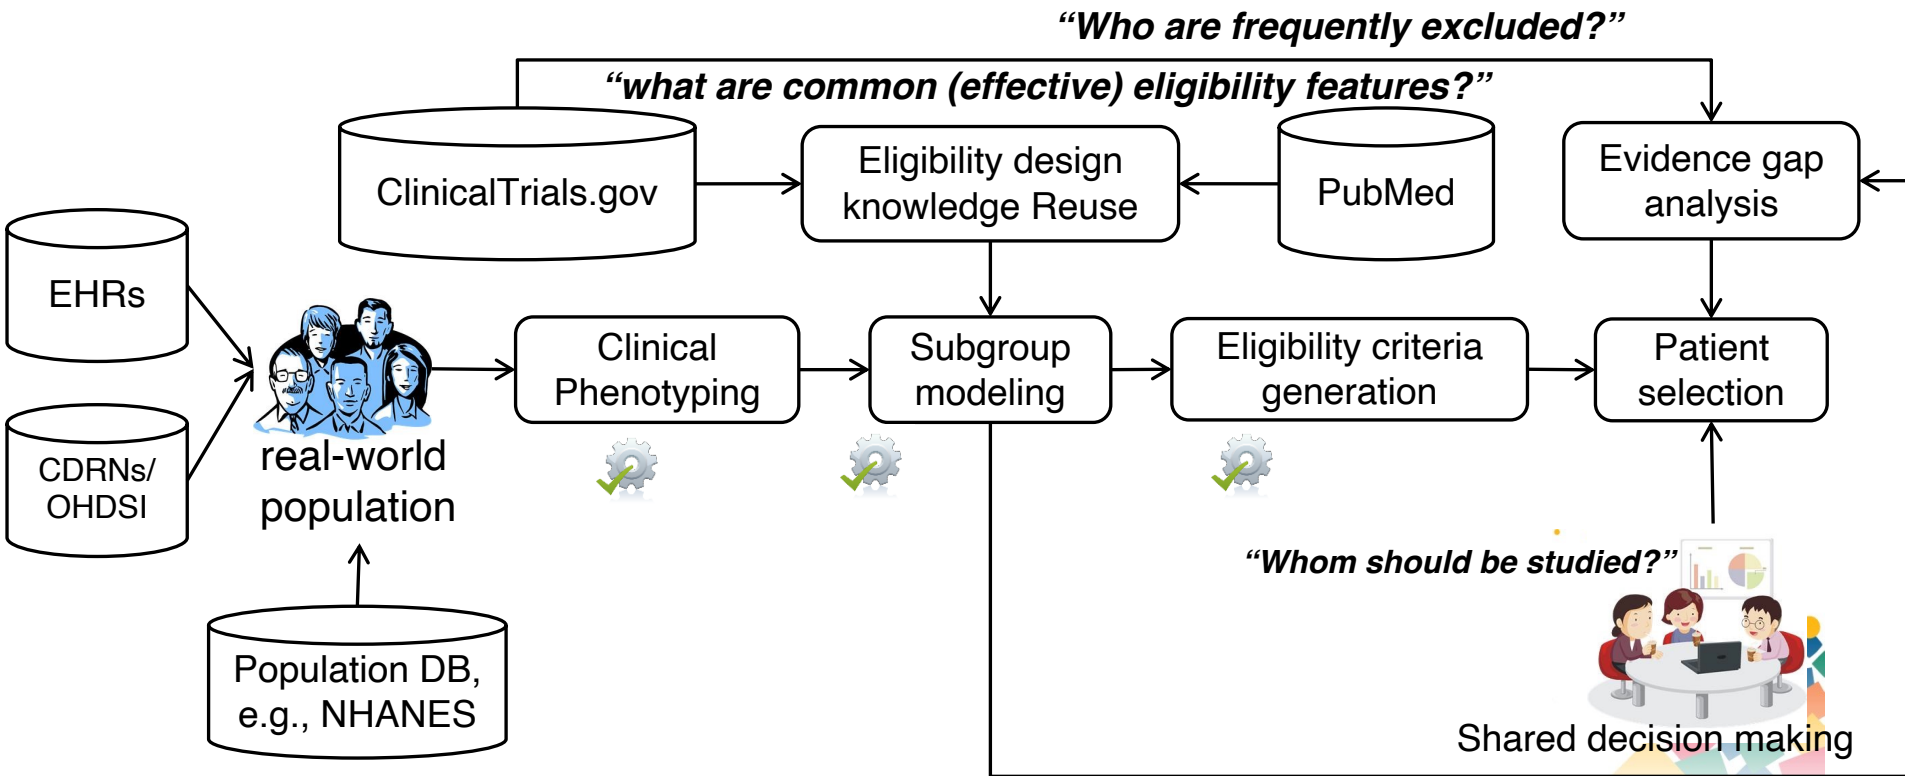 “Who are frequently excluded?”
“what are common (effective) eligibility features?”
ClinicalTrials.gov
Eligibility design
knowledge Reuse
PubMed
Evidence gap
analysis
EHRs
CDRNs/
OHDSI
real-world
population
Clinical
Phenotyping
Subgroup
modeling
Eligibility criteria
generation
Patient
selection
“Whom should be studied?”
Population DB,
e.g., NHANES
Shared decision making